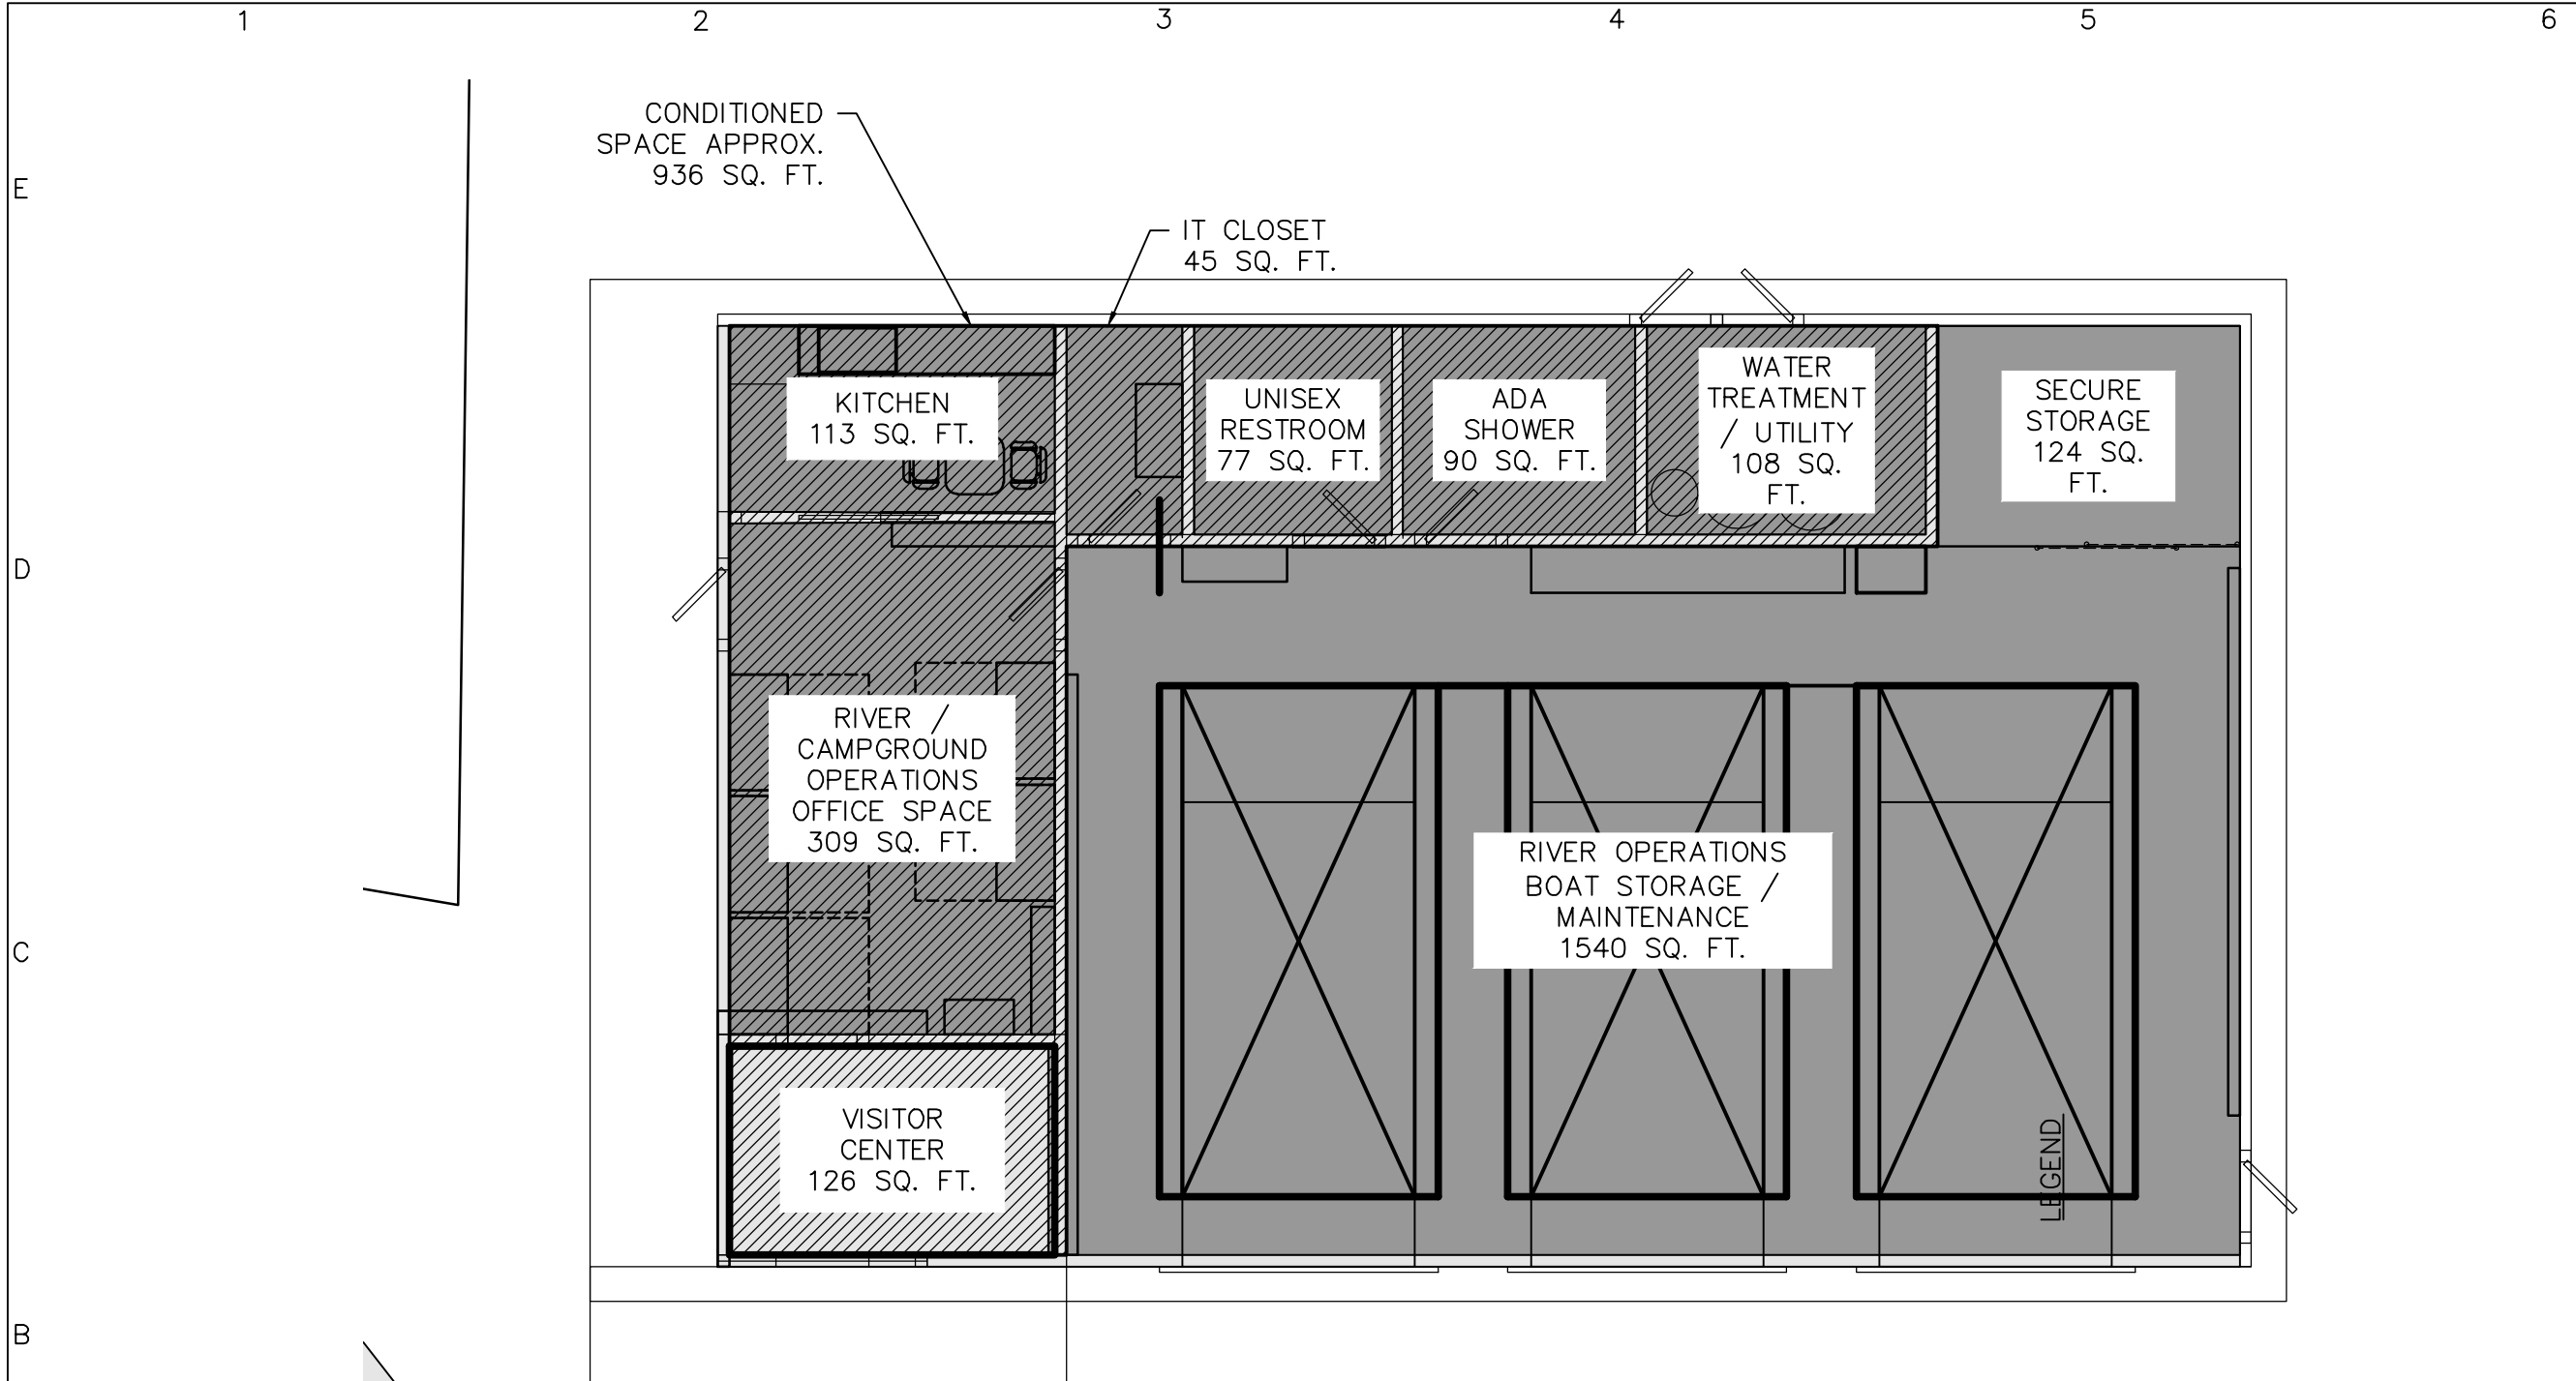 1 2 3 4 5 6
CONDITIONED
SPACE APPROX.
936 SQ. FT.
IT CLOSET
45 SQ. FT.
E
KITCHEN
113 SQ. FT.
UNISEX
RESTROOM
77 SQ. FT.
ADA
SHOWER
90 SQ. FT.
WATER
TREATMENT
/ UTILITY
108 SQ.
FT.
SECURE
STORAGE
124 SQ.
FT.
D
RIVER /
CAMPGROUND
OPERATIONS
OFFICE SPACE
309 SQ. FT.
RIVER OPERATIONS
BOAT STORAGE /
MAINTENANCE
1540 SQ. FT.
C
VISITOR
CENTER
126 SQ. FT.
LEGEND
B